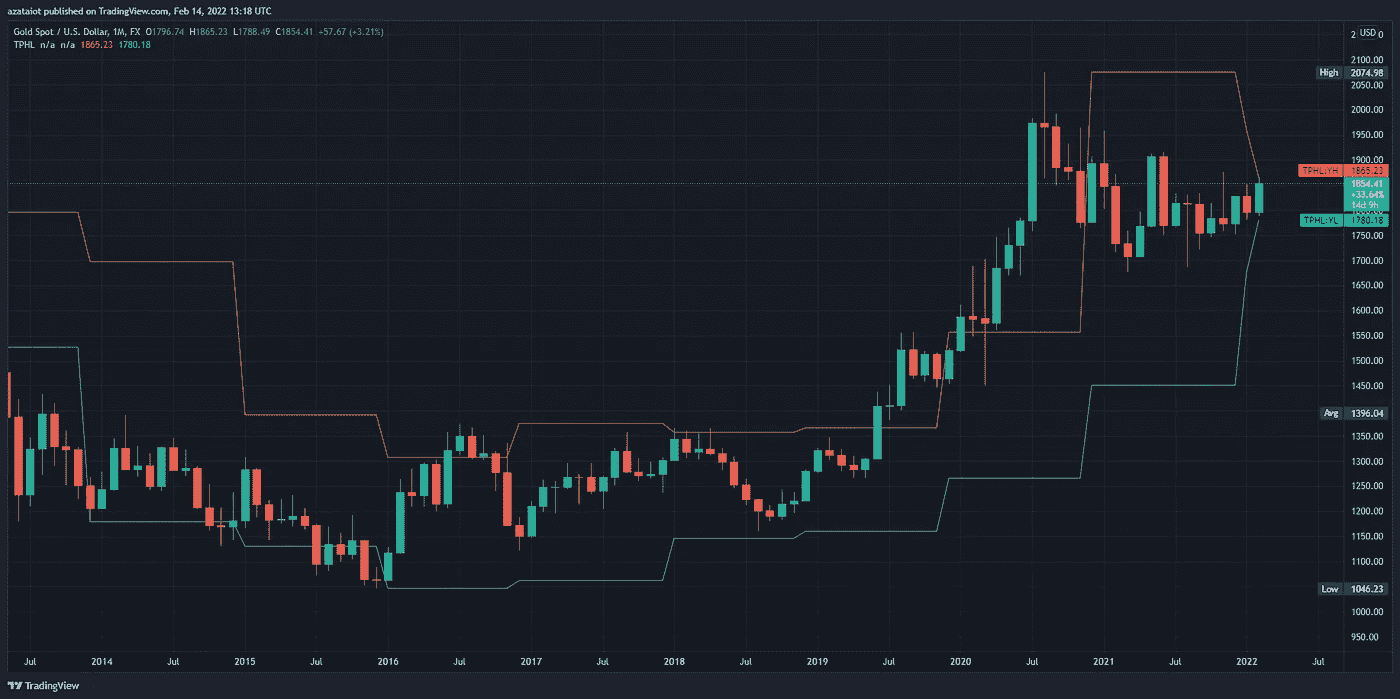 azataiot published on TradingView.com, Feb 14, 2022 13:18 UTC
Gold Spot / U.S. Dollar, 1M, FX O1796.74 H1865.23 L1788.49 C1854.41 +57.67 (+3.21%)
TPHL n/a n/a 1865.23 1780.18
USD
2100.00
High 2074.98
2050.00
2000.00
1950.00
1900.00
TPHL:YH 1865.23
1854.41
+33.64%
14d 9h
TPHL:YL 1780.18
1750.00
1700.00
1650.00
1600.00
1550.00
1500.00
1450.00
Avg 1396.04
1350.00
1300.00
1250.00
1200.00
1150.00
1100.00
Low 1046.23
1000.00
950.00
Jul 2014 Jul 2015 Jul 2016 Jul 2017 Jul 2018 Jul 2019 Jul 2020 Jul 2021 Jul 2022 Jul
TradingView